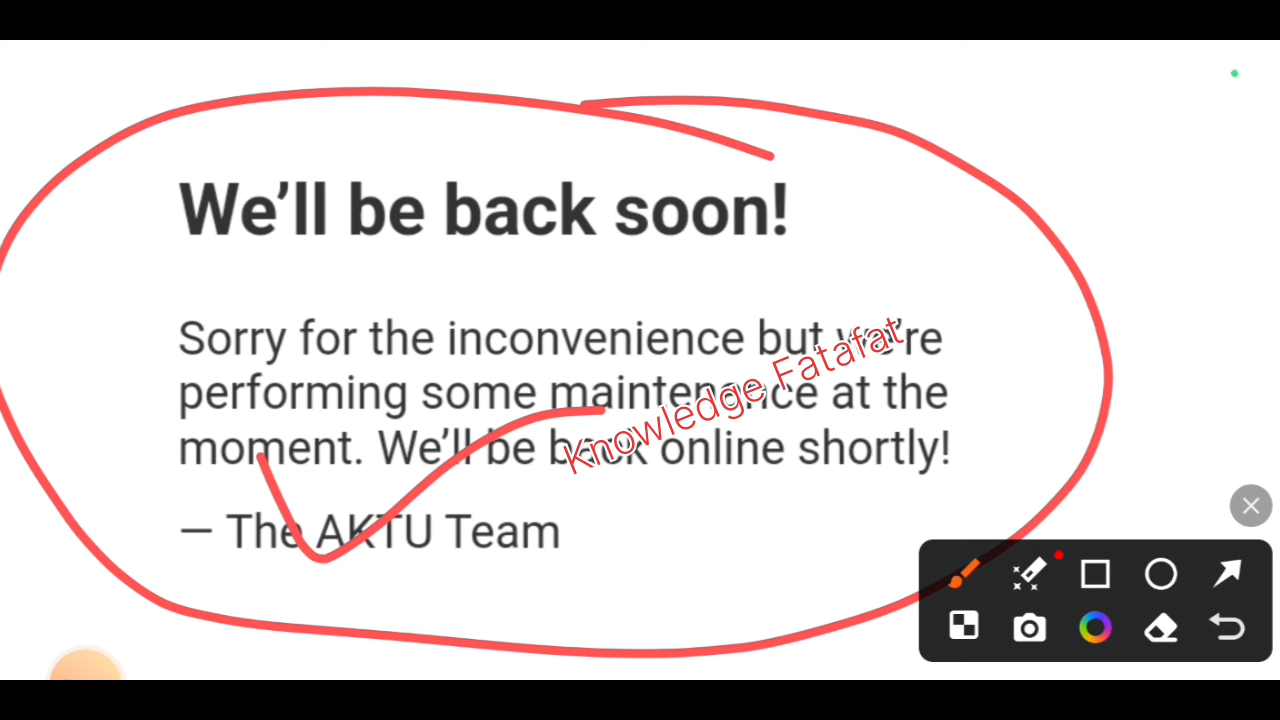 We’ll be back soon!
Sorry for the inconvenience but we’re
performing some maintenance at the
moment. We’ll be back online shortly!
— The AKTU Team
Knowledge Fatafat